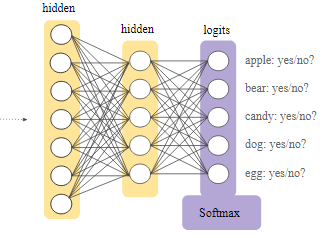 hidden
hidden
logits
apple: yes/no?
bear: yes/no?
candy: yes/no?
dog: yes/no?
egg: yes/no?
Softmax